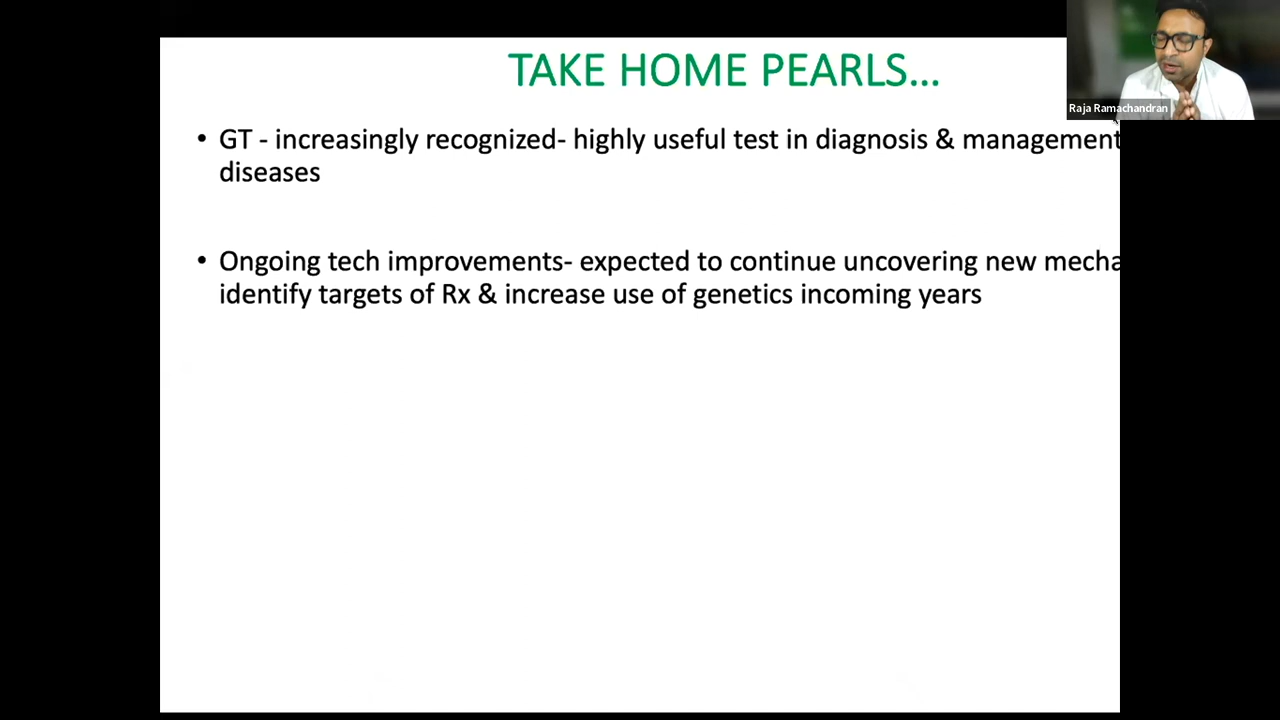 TAKE HOME PEARLS...
Raja Ramachandran
• GT - increasingly recognized- highly useful test in diagnosis & management
diseases
• Ongoing tech improvements- expected to continue uncovering new mecha
identify targets of Rx & increase use of genetics incoming years